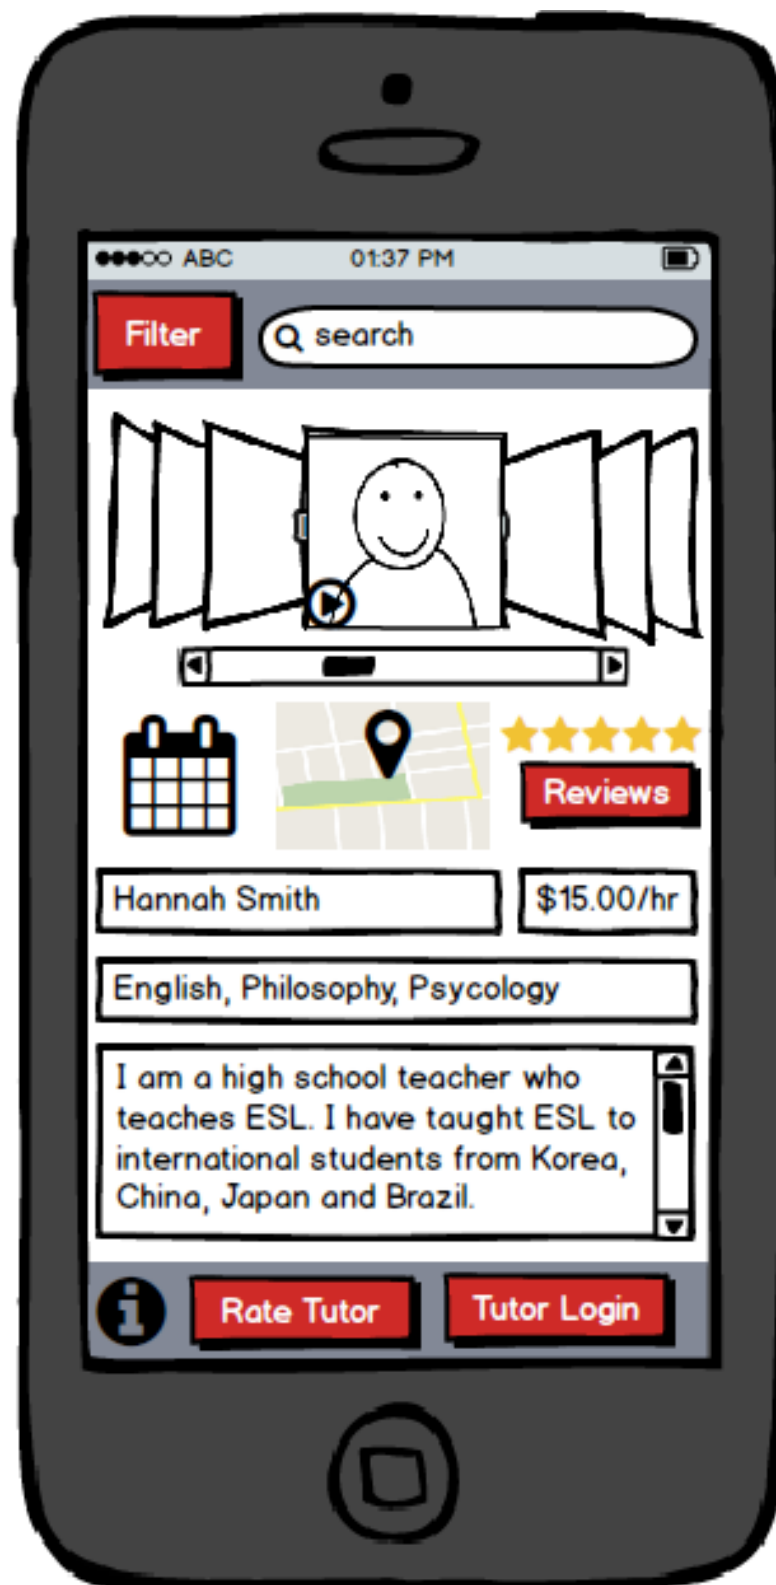 ABC 01:37 PM
Filter search
Reviews
Hannah Smith $15.00/hr
English, Philosophy, Psycology
I am a high school teacher who
teaches ESL. I have taught ESL to
international students from Korea,
China, Japan and Brazil.
i Rate Tutor Tutor Login